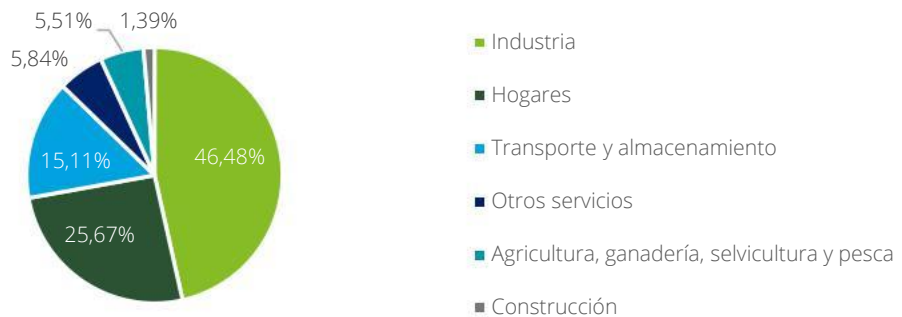 5,51% 1,39%
5,84%
15,11%
46,48%
25,67%
Industria
Hogares
Transporte y almacenamiento
Otros servicios
Agricultura, ganadería, selvicultura y pesca
Construcción